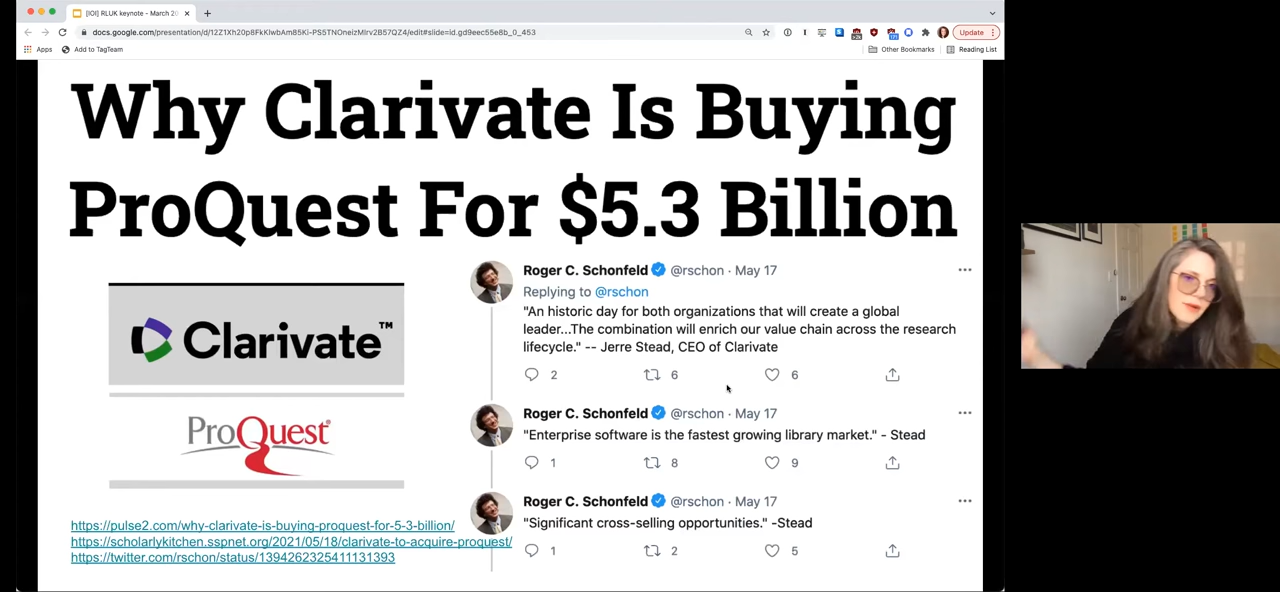 [IOI] RLUK keynote - March 20
docs.google.com/presentation/d/12Z1Xh20p8FkKIwbAm85Ki-PS5TNOneizMIrv2B57QZ4/edit#slide=id.gd9eec55e8b_0_453
Update
Apps
Add to TagTeam
Other Bookmarks
Reading List
Why Clarivate Is Buying
ProQuest For $5.3 Billion
Clarivate™
ProQuest
https://pulse2.com/why-clarivate-is-buying-proquest-for-5-3-billion/
https://scholarlykitchen.sspnet.org/2021/05/18/clarivate-to-acquire-proquest/
https://twitter.com/rschon/status/1394262325411131393
Roger C. Schonfeld @rschon · May 17
Replying to @rschon
"An historic day for both organizations that will create a global
leader...The combination will enrich our value chain across the research
lifecycle." -- Jerre Stead, CEO of Clarivate
2 6 6
Roger C. Schonfeld @rschon · May 17
"Enterprise software is the fastest growing library market." - Stead
1 8 9
Roger C. Schonfeld @rschon · May 17
"Significant cross-selling opportunities." -Stead
1 2 5